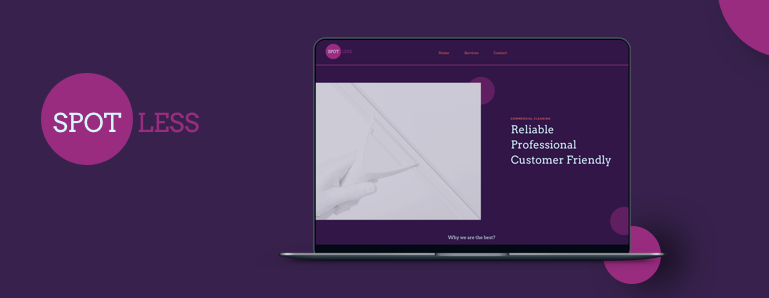 SPOT LESS
SPOT LESS
Home Services Contact
COMMERCIAL CLEANING
Reliable
Professional
Customer Friendly
Why we are the best?